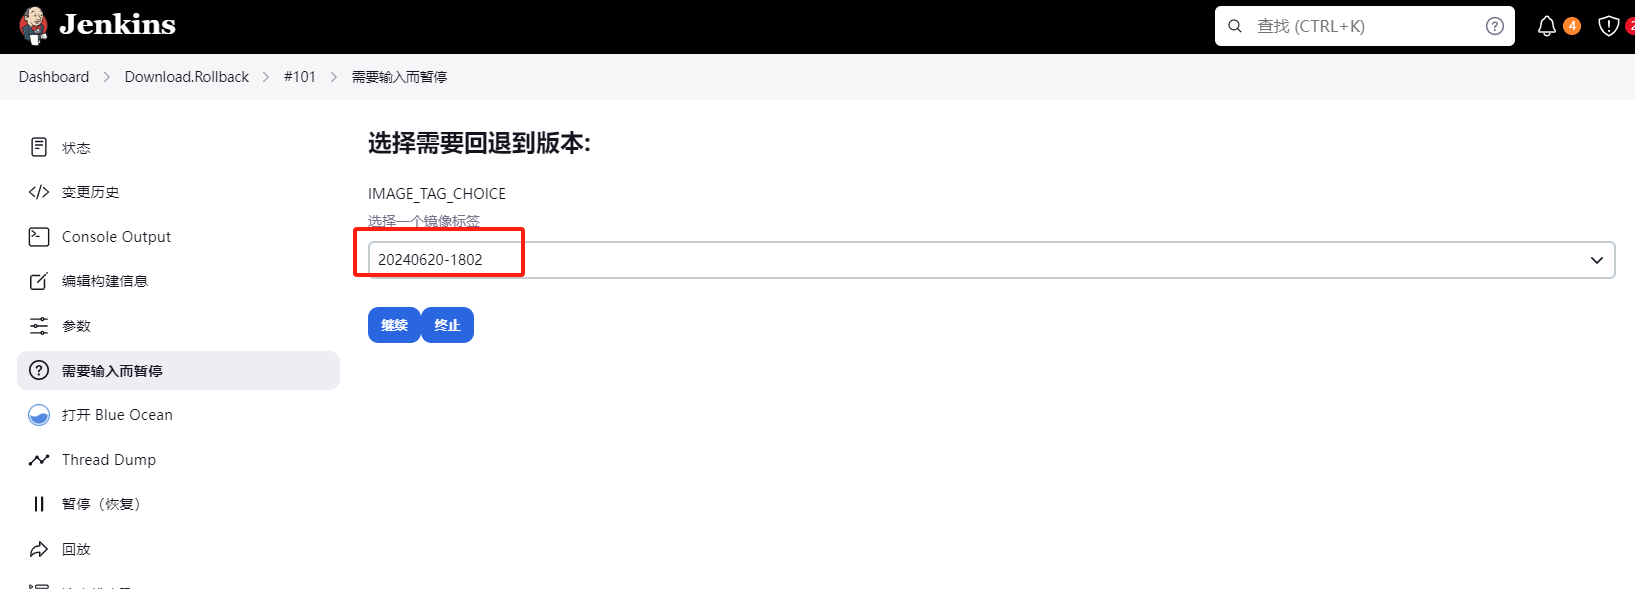 Jenkins
查找 (CTRL+K)
4
2
Dashboard > Download.Rollback > #101 > 需要输入而暂停
状态
变更历史
Console Output
编辑构建信息
参数
需要输入而暂停
打开 Blue Ocean
Thread Dump
暂停（恢复）
回放
选择需要回退到版本:
IMAGE_TAG_CHOICE
选择一个镜像标签
20240620-1802
继续
终止